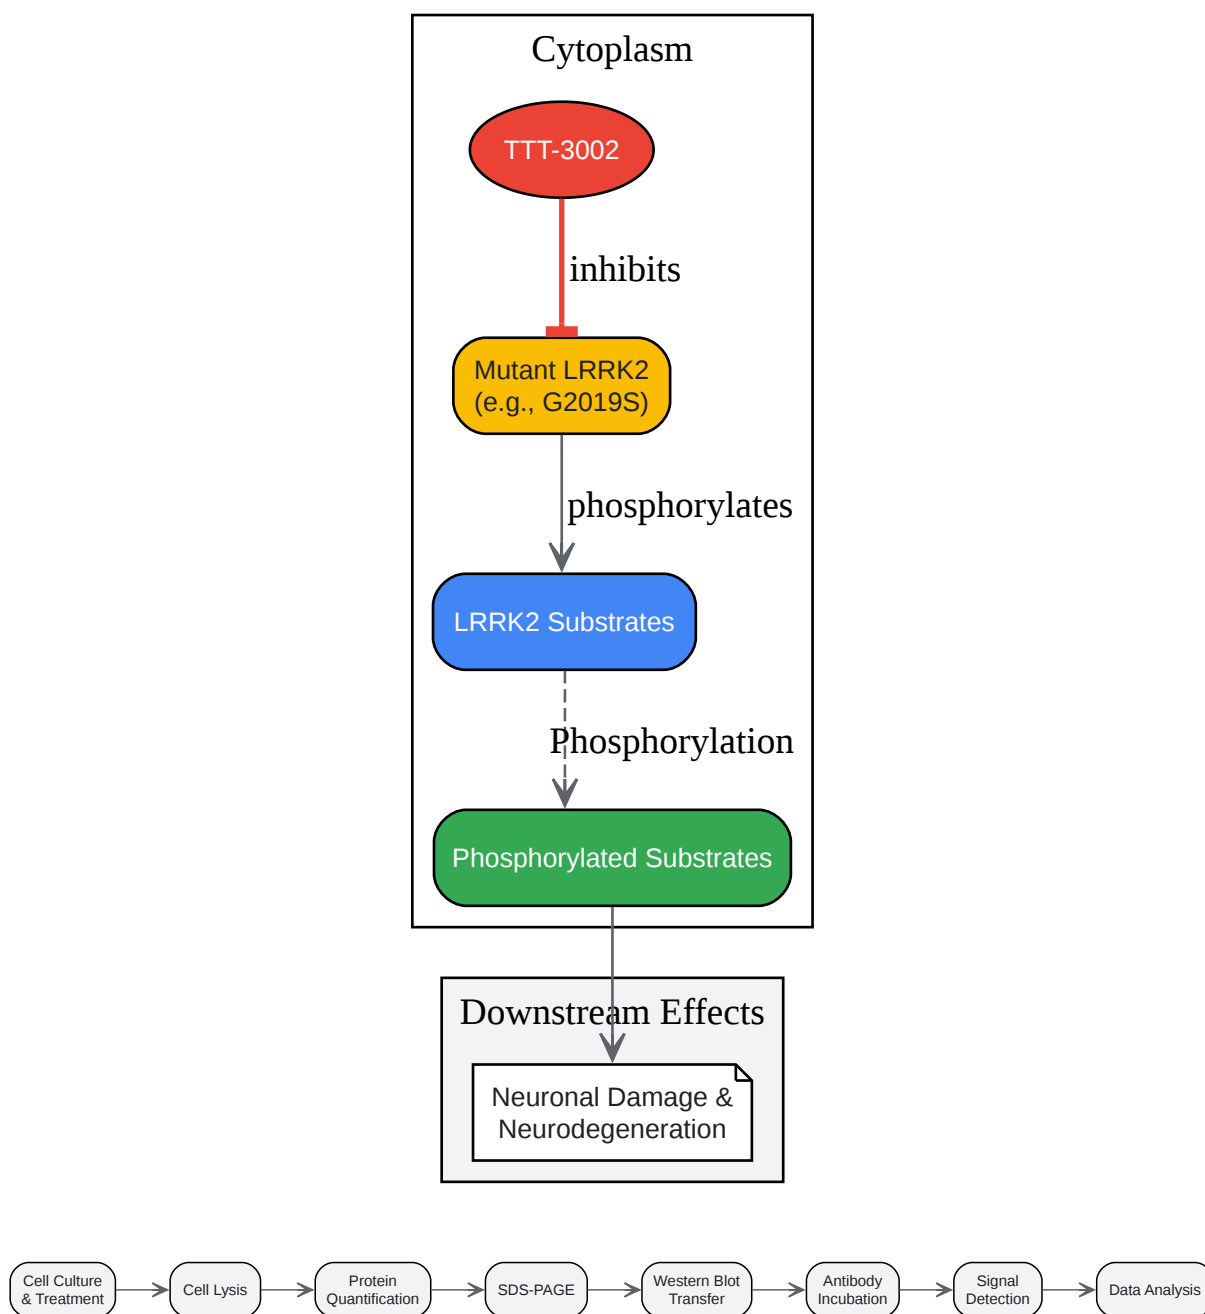 Cytoplasm
TTT-3002
inhibits
Mutant LRRK2
(e.g., G2019S)
phosphorylates
LRRK2 Substrates
Phosphorylation
Phosphorylated Substrates
Downstream Effects
Neuronal Damage &
Neurodegeneration
Cell Culture
& Treatment
Cell Lysis
Protein
Quantification
SDS-PAGE
Western Blot
Transfer
Antibody
Incubation
Signal
Detection
Data Analysis